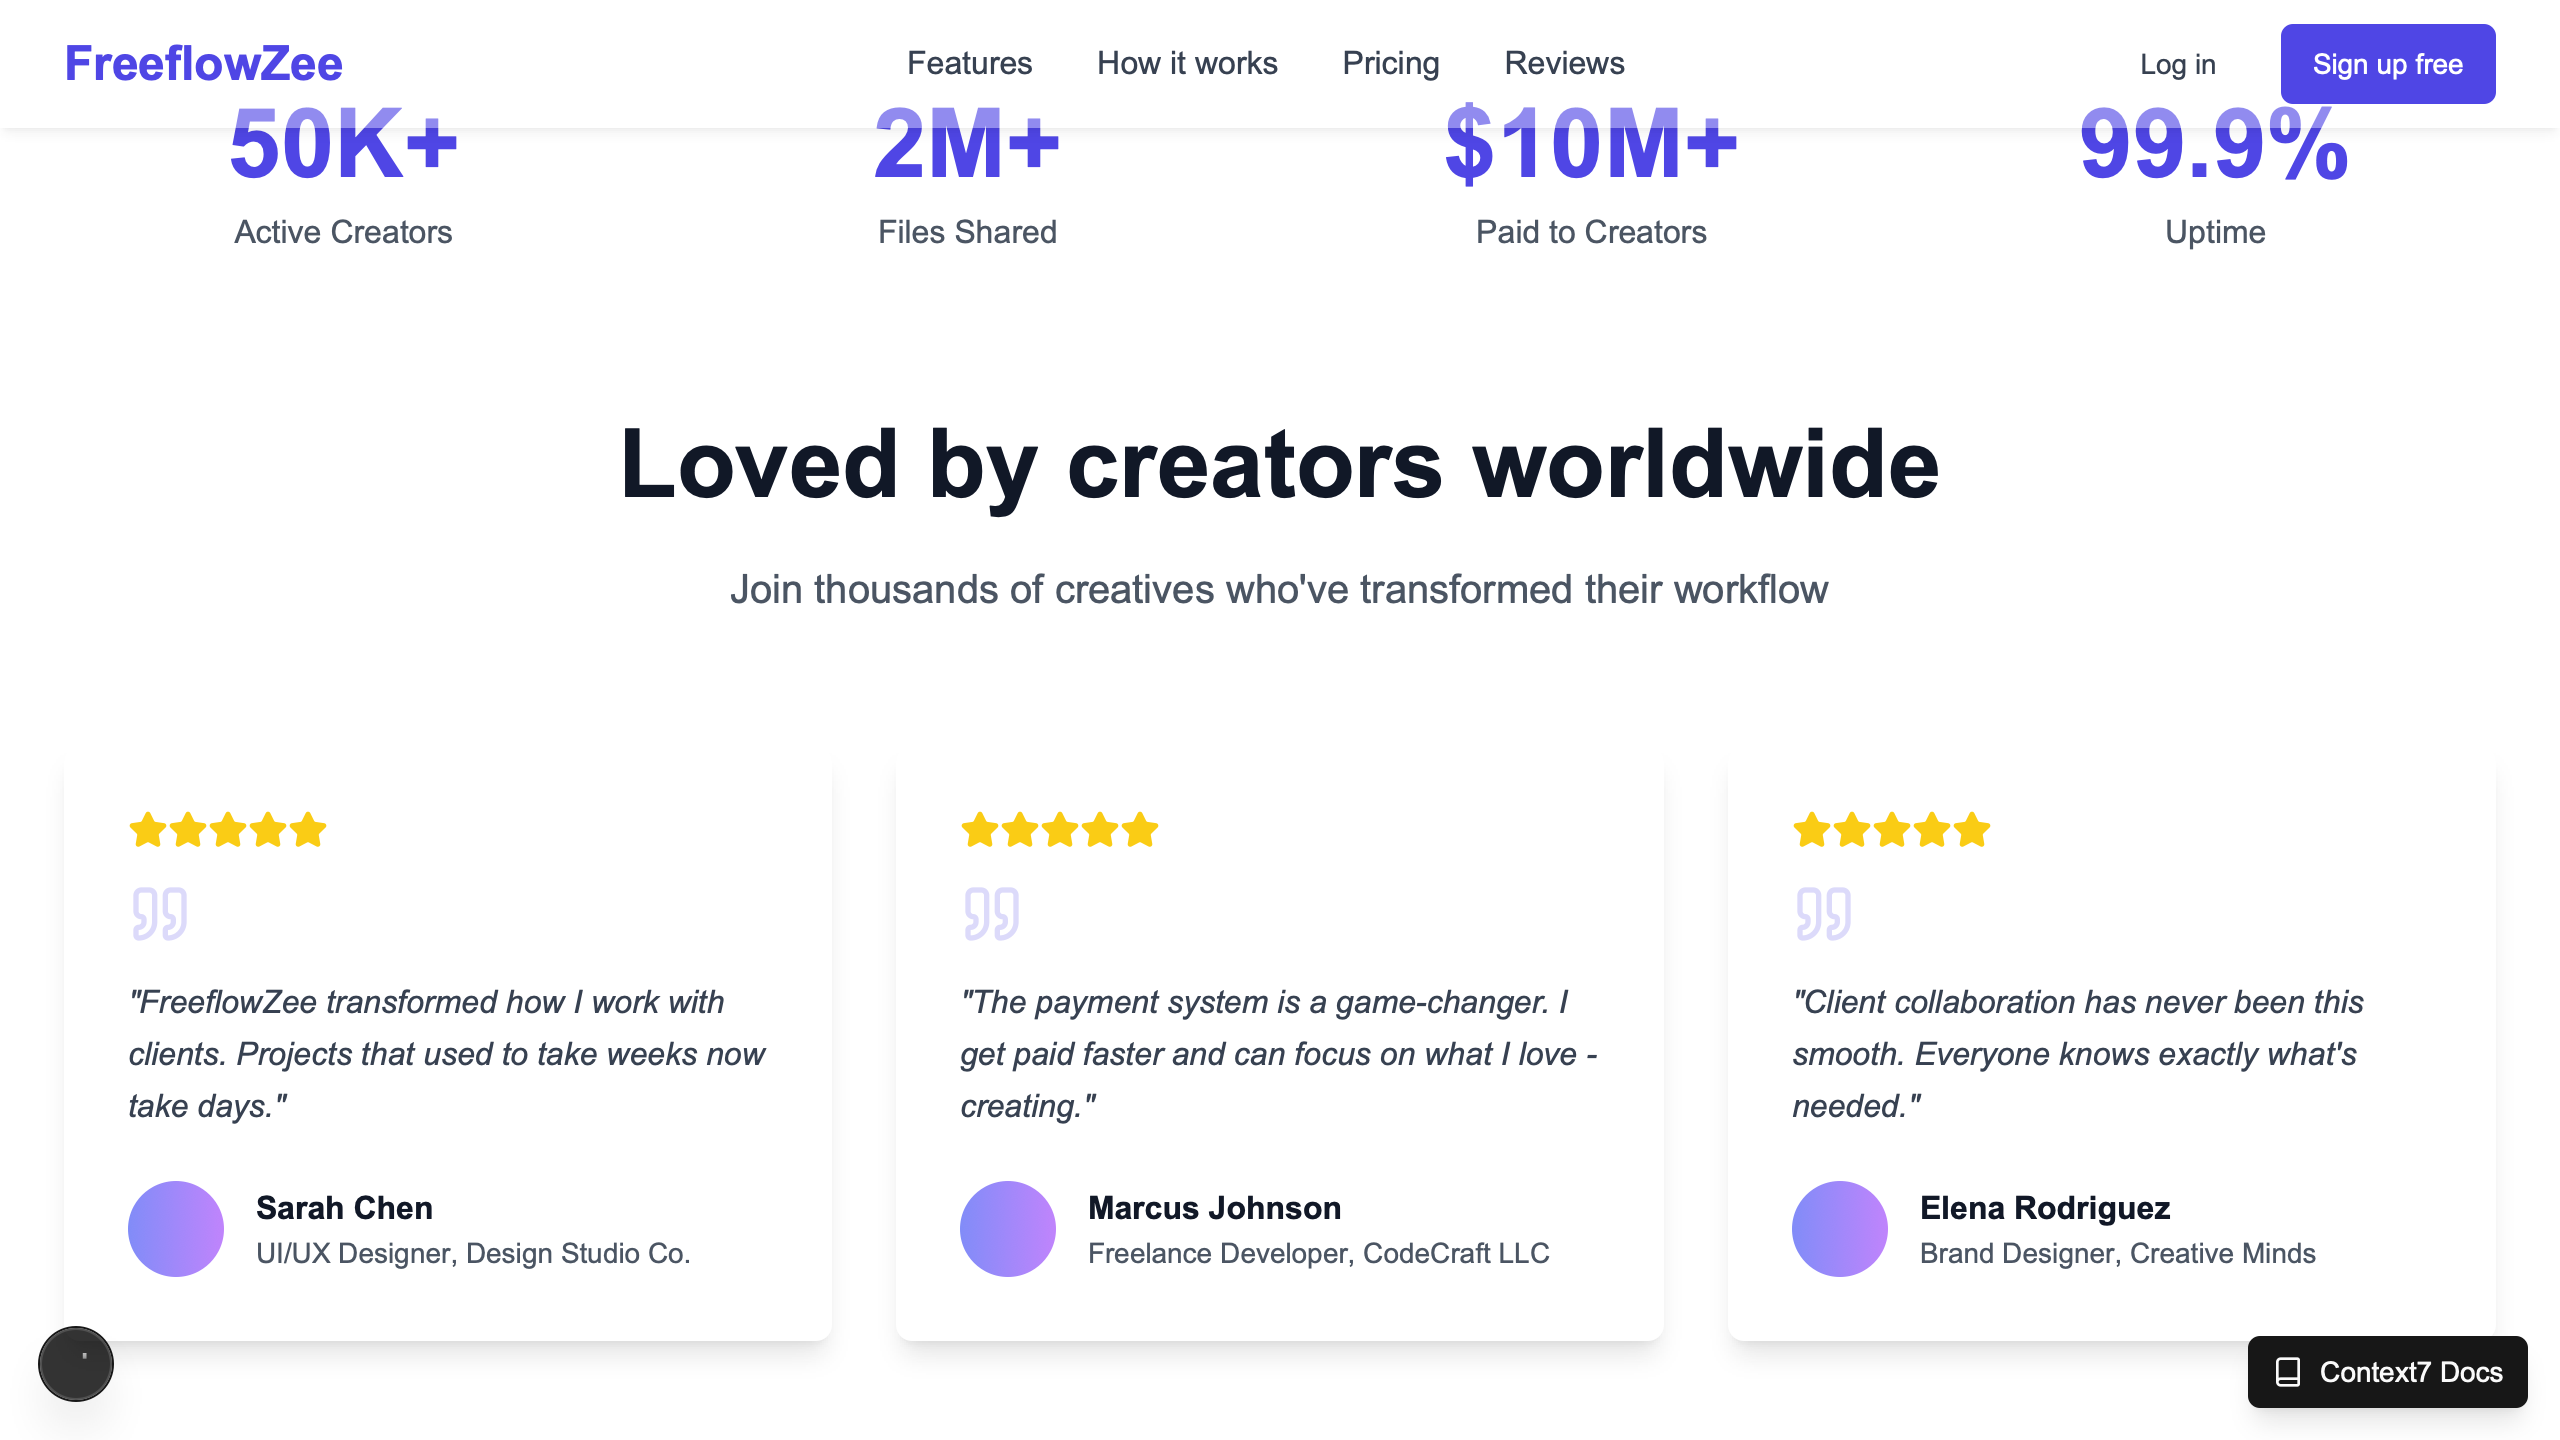 FreeflowZee
Features
How it works
Pricing
Reviews
Log in
Sign up free
50K+
Active Creators
2M+
Files Shared
$10M+
Paid to Creators
99.9%
Uptime
Loved by creators worldwide
Join thousands of creatives who've transformed their workflow
"FreeflowZee transformed how I work with
clients. Projects that used to take weeks now
take days."
Sarah Chen
UI/UX Designer, Design Studio Co.
"The payment system is a game-changer. I
get paid faster and can focus on what I love -
creating."
Marcus Johnson
Freelance Developer, CodeCraft LLC
"Client collaboration has never been this
smooth. Everyone knows exactly what's
needed."
Elena Rodriguez
Brand Designer, Creative Minds
Context7 Docs